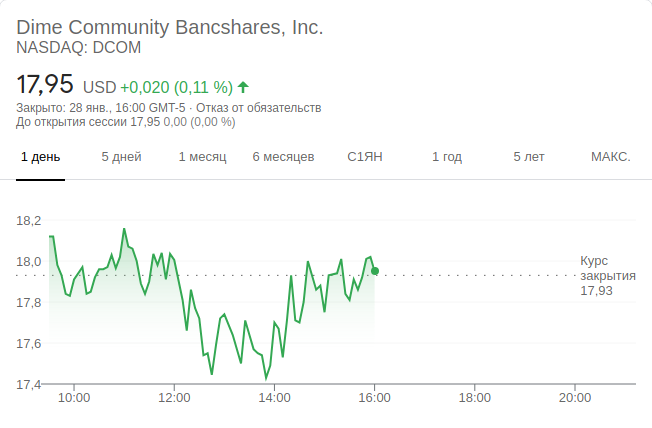 Dime Community Bancshares, Inc.
NASDAQ: DCOM
17,95 USD +0,020 (0,11 %)
Закрыто: 28 янв., 16:00 GMT-5 · Отказ от обязательств
До открытия сессии 17,95 0,00 (0,00 %)
1 день 5 дней 1 месяц 6 месяцев С1ЯН 1 год 5 лет МАКС.
18,2
18,0
17,8
17,6
17,4
Курс
закрытия
17,93
10:00 12:00 14:00 16:00 18:00 20:00